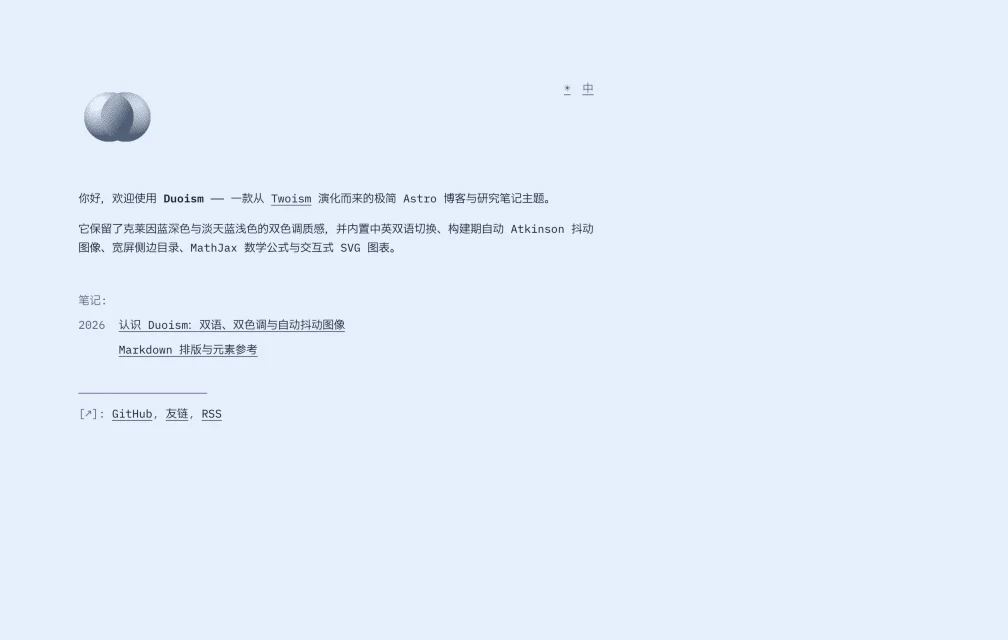 * 中
你好，欢迎使用 Duoism —— 一款从 Twoism 演化而来的极简 Astro 博客与研究笔记主题。
它保留了克莱因蓝深色与淡天蓝浅色的双色调质感，并内置中英双语切换、构建期自动 Atkinson 抖动
图像、宽屏侧边目录、MathJax 数学公式与交互式 SVG 图表。
笔记:
2026 认识 Duoism：双语、双色调与自动抖动图像
Markdown 排版与元素参考
[↗]: GitHub, 友链, RSS